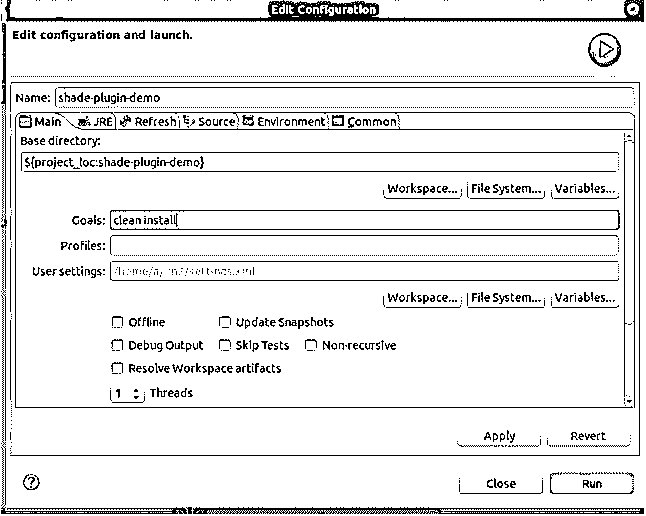 Edit Configuration
Edit configuration and launch.
Name: shade-plugin-demo
Main JRE Refresh Source Environment Common
Base directory:
${project_loc:shade-plugin-demo}
Workspace... File System... Variables...
Goals: clean install
Profiles:
User settings:
Workspace... File System... Variables...
Offline Update Snapshots
Debug Output Skip Tests Non-recursive
Resolve Workspace artifacts
1 Threads
Apply Revert
Close Run